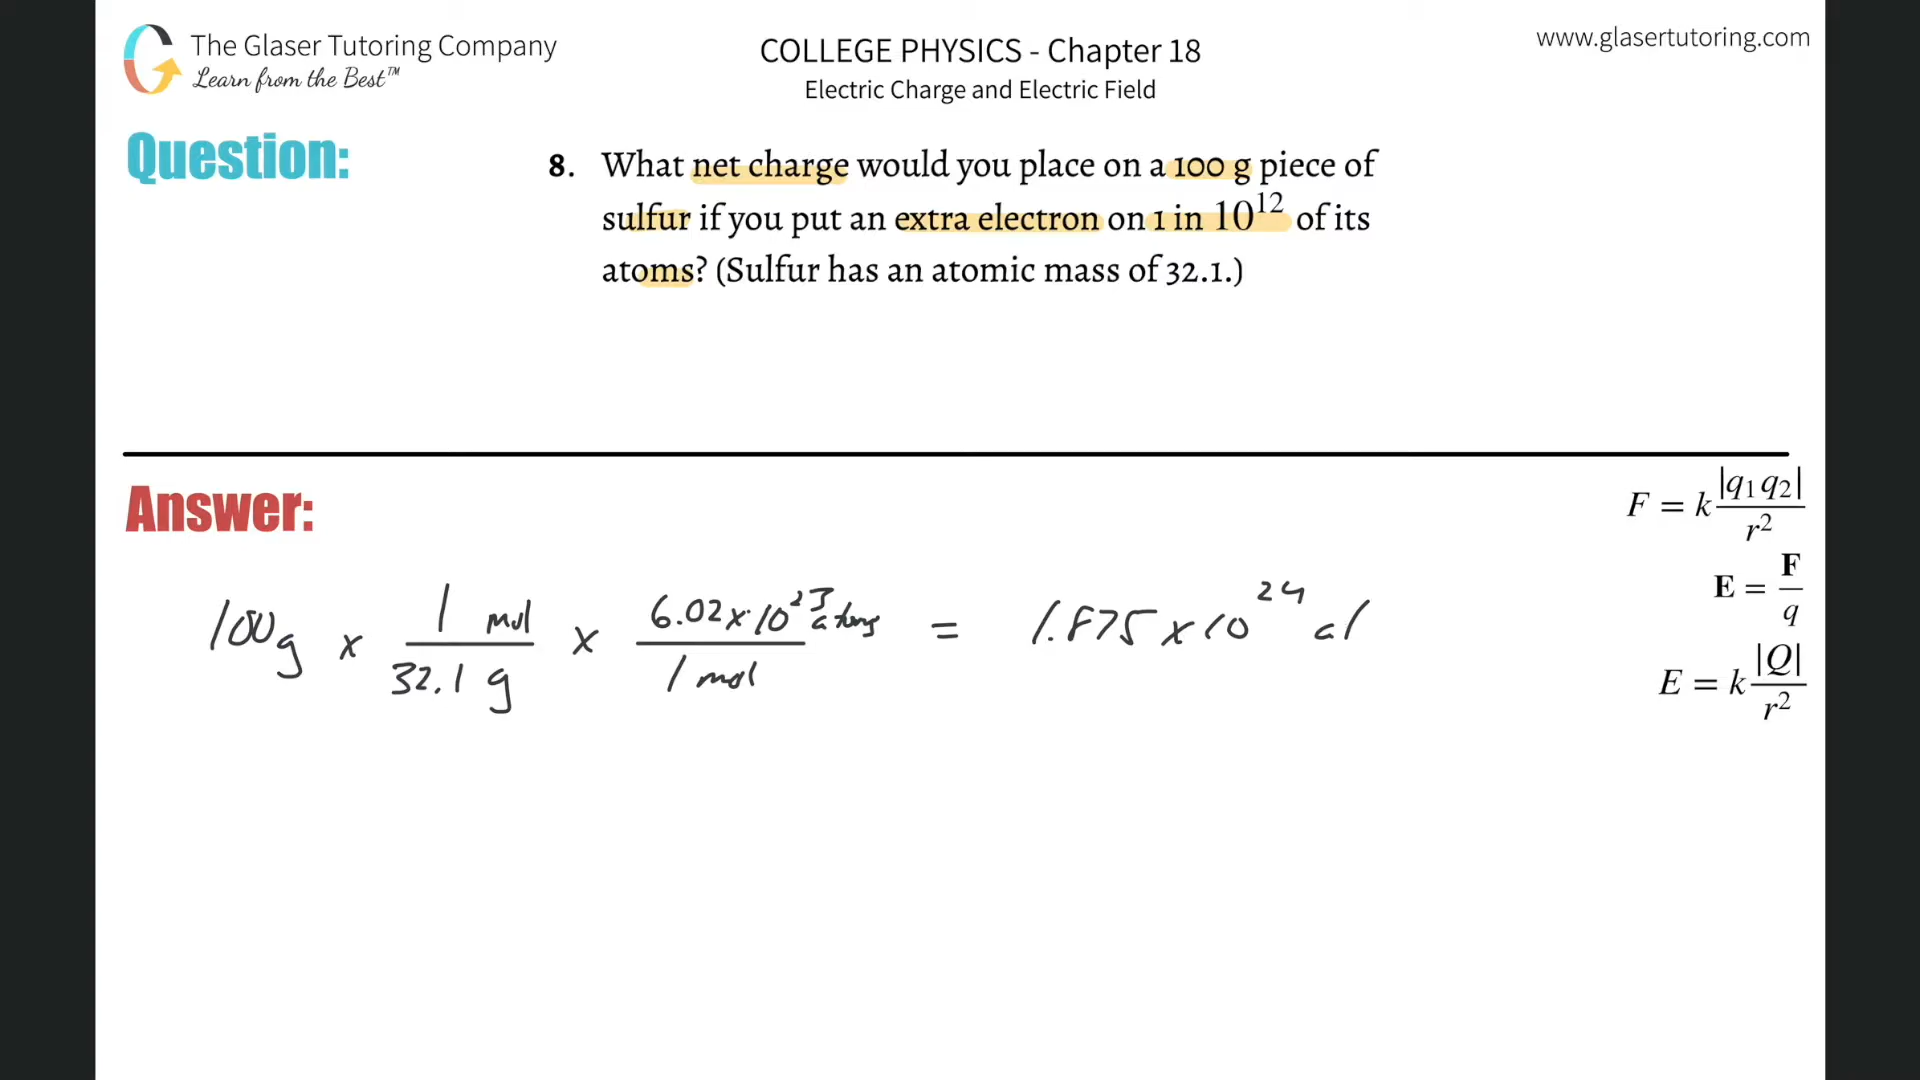 The Glaser Tutoring Company
Learn from the Best™
COLLEGE PHYSICS - Chapter 18
Electric Charge and Electric Field
www.glasertutoring.com
Question:
8. What net charge would you place on a 100 g piece of
sulfur if you put an extra electron on 1 in 10¹² of its
atoms? (Sulfur has an atomic mass of 32.1.)
Answer:
F = k |q₁q₂| / r²
E = F / q
E = k |Q| / r²
100g x 1 mol / 32.1 g x 6.02x10²³ atoms / 1 mol = 1.875 x 10²⁴ at